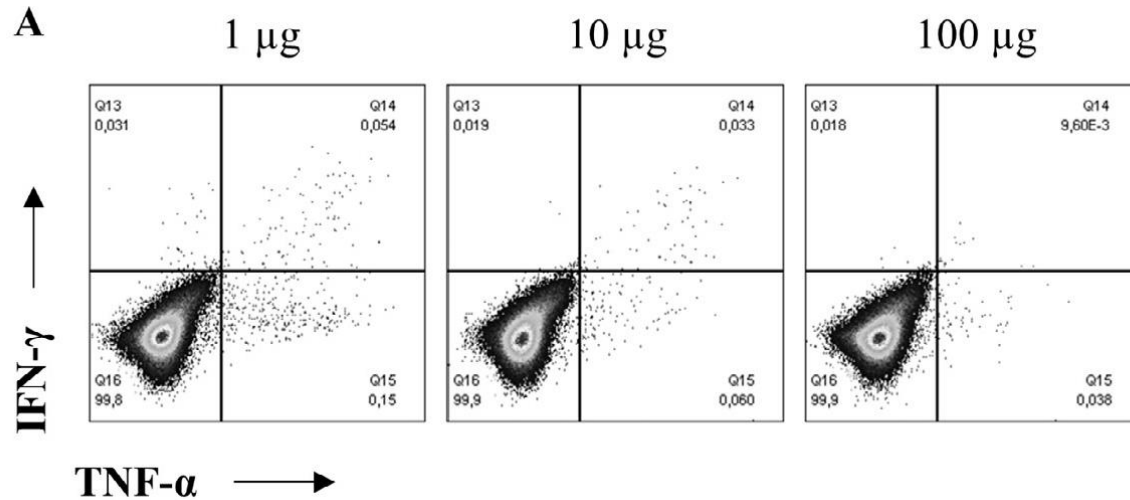 A
1 µg
10 µg
100 µg
Q13
0,031
Q14
0,054
Q13
0,019
Q14
0,033
Q13
0,018
Q14
9,60E-3
Q16
99,8
Q15
0,15
Q16
99,9
Q15
0,060
Q16
99,9
Q15
0,038
IFN-γ
TNF-α